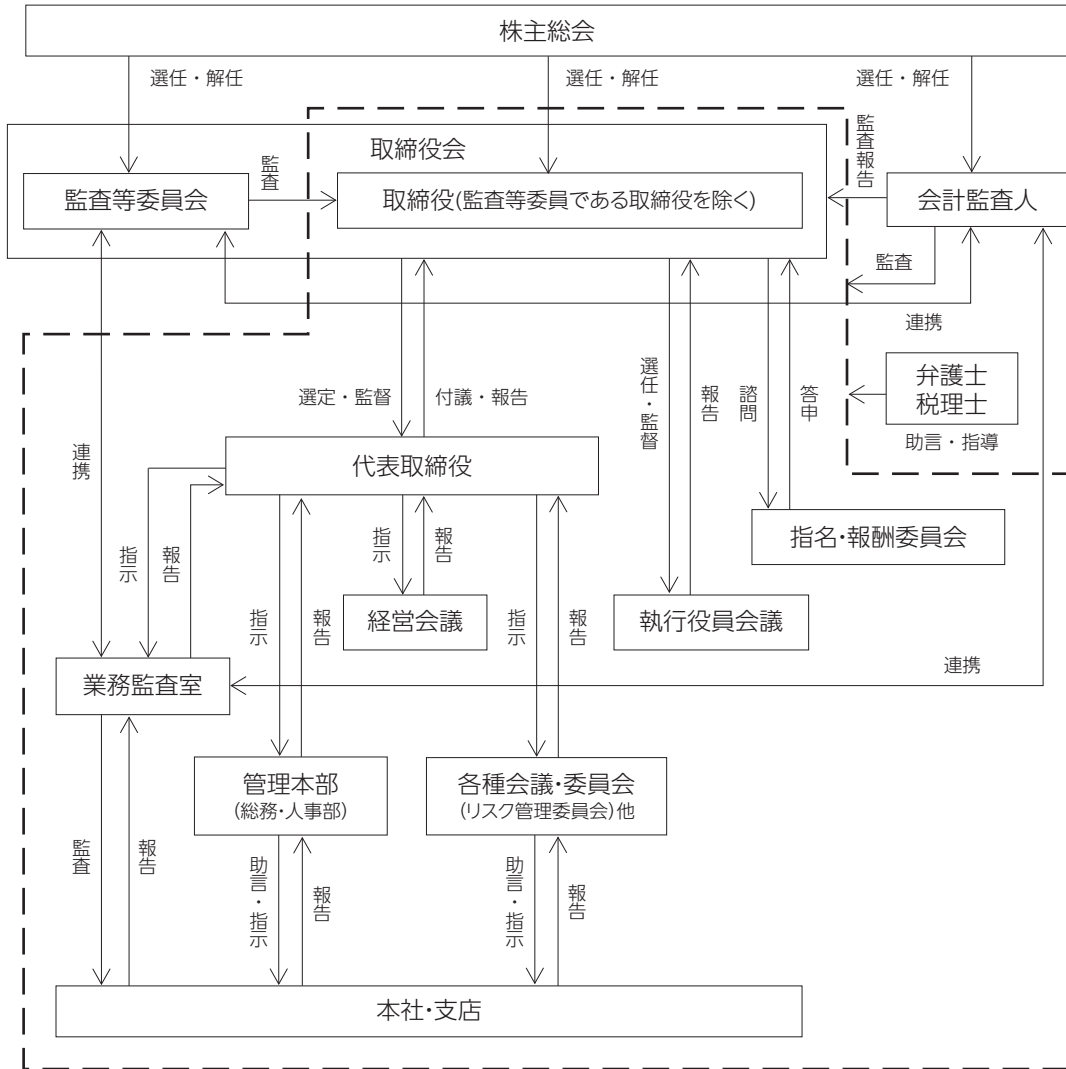 株主総会
選任・解任
選任・解任
選任・解任
取締役会
監査等委員会
監査
取締役(監査等委員である取締役を除く)
監査報告
会計監査人
監査
連携
弁護士
税理士
助言・指導
選定・監督
付議・報告
選任・監督
報告
諮問
答申
連携
代表取締役
指名・報酬委員会
指示
報告
指示
報告
指示
報告
指示
報告
経営会議
執行役員会議
業務監査室
連携
管理本部
(総務・人事部)
各種会議・委員会
(リスク管理委員会)他
監査
報告
助言・指示
報告
助言・指示
報告
本社・支店